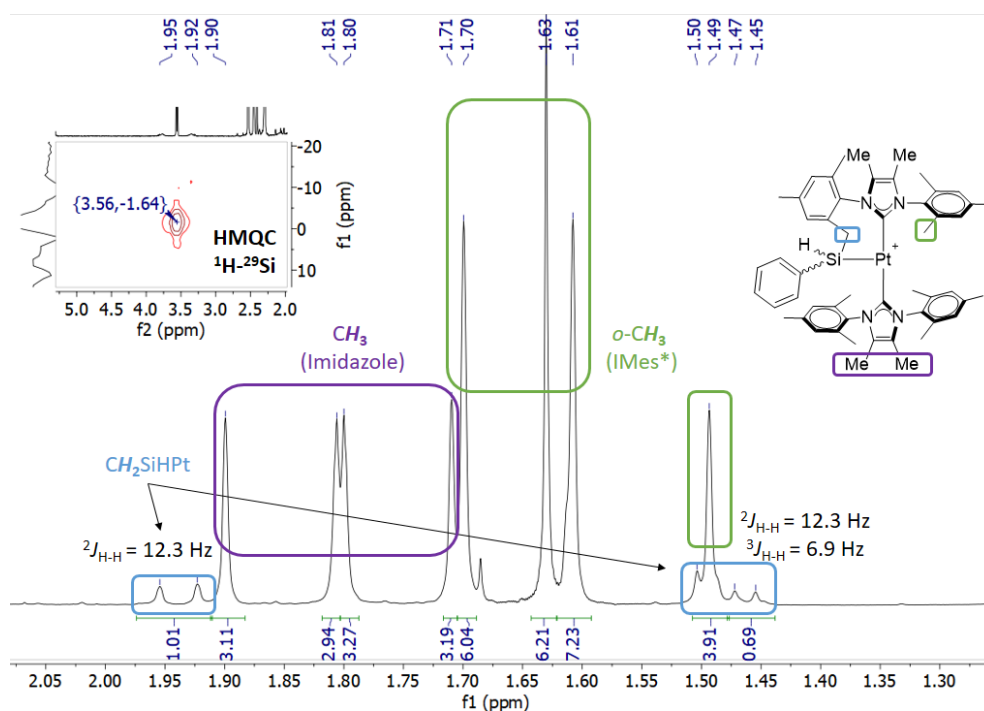 1.95 1.92 1.90 1.81 1.80 1.71 1.70 1.63 1.61 1.50 1.49 1.47 1.45
-20
-10
0
10
f1 (ppm)
{3.56,-1.64}
HMQC
¹H-²⁹Si
5.0 4.5 4.0 3.5 3.0 2.5 2.0
f2 (ppm)
Me Me
N N
H
Si Pt
+
N N
Me Me
CH₃
(Imidazole)
o-CH₃
(IMes*)
CH₂SiHPt
²J_H-H = 12.3 Hz
²J_H-H = 12.3 Hz
³J_H-H = 6.9 Hz
1.01 3.11 2.94 3.27 3.19 6.04 6.21 7.23 3.91 0.69
2.05 2.00 1.95 1.90 1.85 1.80 1.75 1.70 1.65 1.60 1.55 1.50 1.45 1.40 1.35 1.30
f1 (ppm)